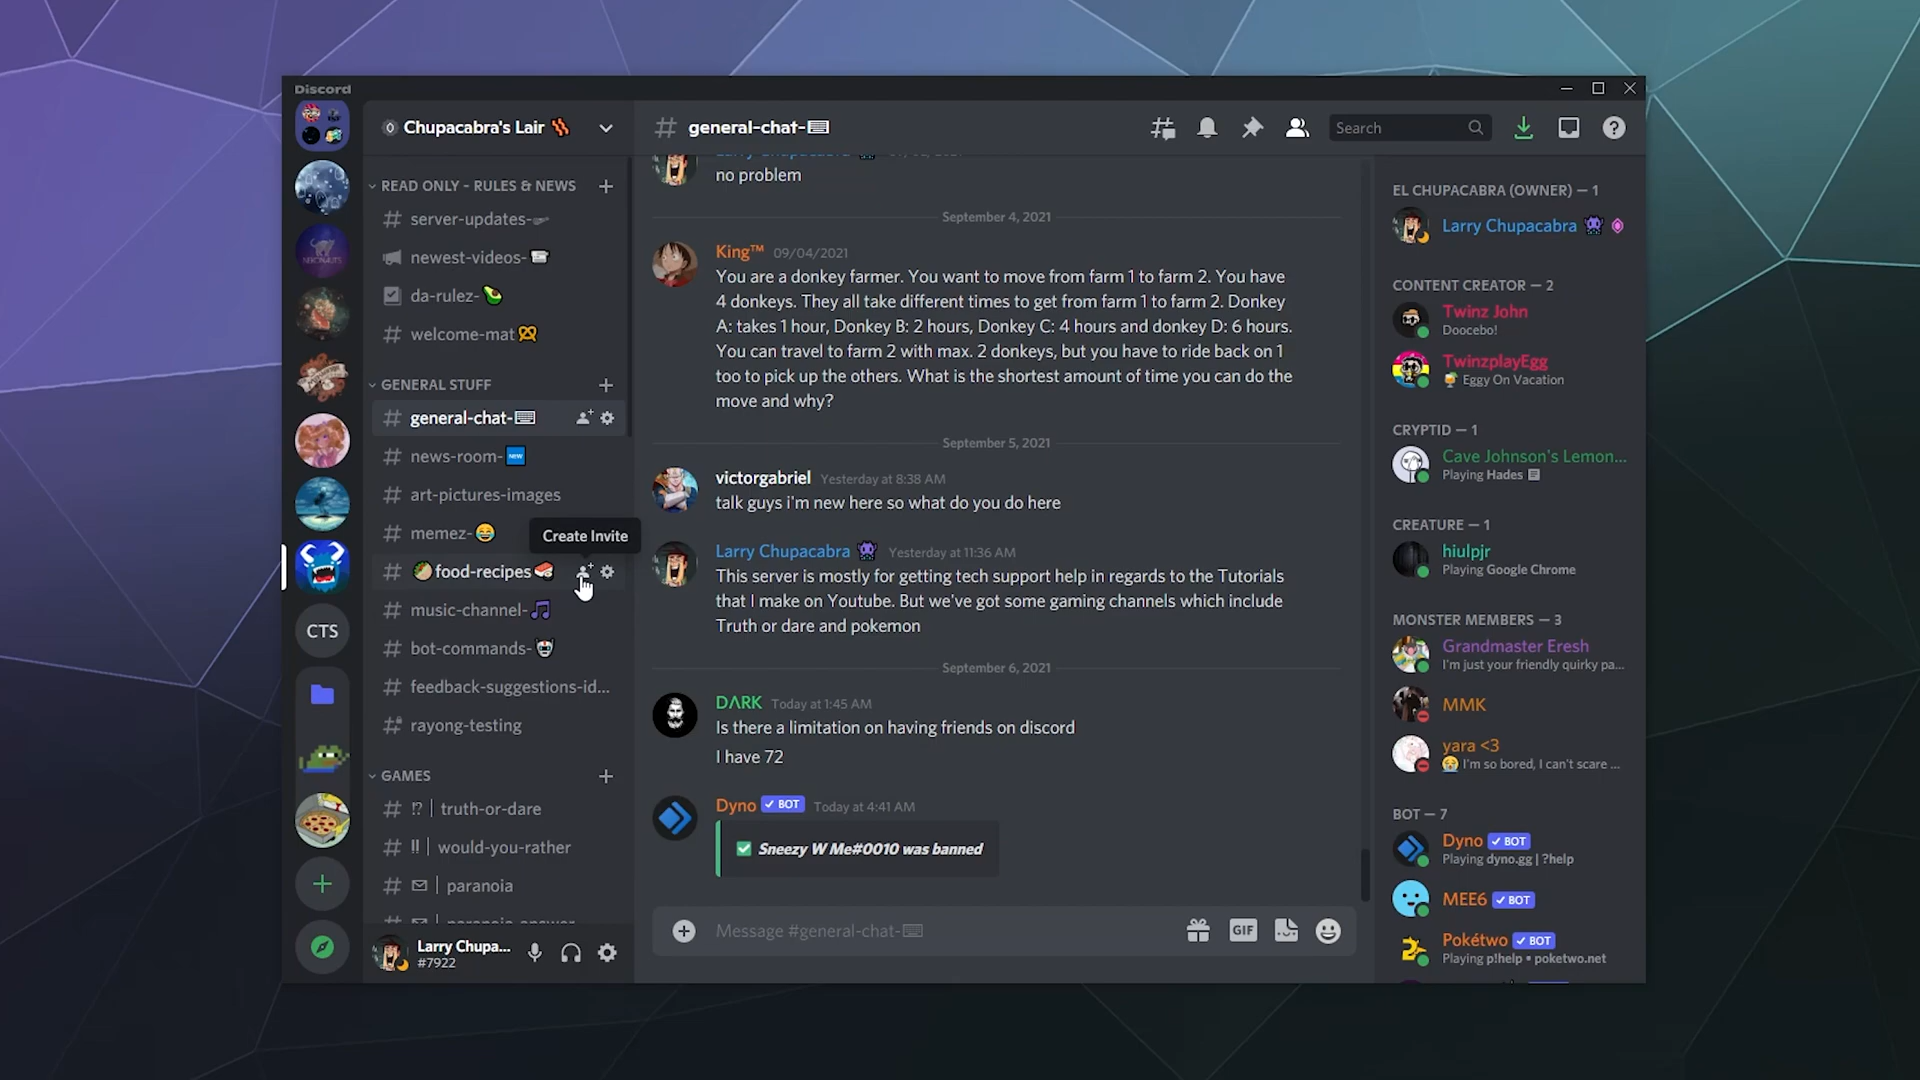 Discord
Chupacabra's Lair
READ ONLY - RULES & NEWS
server-updates-
newest-videos-
da-rulez-
welcome-mat
GENERAL STUFF
general-chat-
news-room-
NEW
art-pictures-images
memez-
Create Invite
food-recipes
music-channel-
bot-commands-
feedback-suggestions-id...
rayong-testing
GAMES
⁉ | truth-or-dare
‼ | would-you-rather
| paranoia
CTS
Larry Chupa...
#7922
general-chat-
Search
no problem
September 4, 2021
King™ 09/04/2021
You are a donkey farmer. You want to move from farm 1 to farm 2. You have
4 donkeys. They all take different times to get from farm 1 to farm 2. Donkey
A: takes 1 hour, Donkey B: 2 hours, Donkey C: 4 hours and donkey D: 6 hours.
You can travel to farm 2 with max. 2 donkeys, but you have to ride back on 1
too to pick up the others. What is the shortest amount of time you can do the
move and why?
September 5, 2021
victorgabriel Yesterday at 8:38 AM
talk guys i'm new here so what do you do here
Larry Chupacabra Yesterday at 11:36 AM
This server is mostly for getting tech support help in regards to the Tutorials
that I make on Youtube. But we've got some gaming channels which include
Truth or dare and pokemon
September 6, 2021
DΛRK Today at 1:45 AM
Is there a limitation on having friends on discord
I have 72
Dyno BOT Today at 4:41 AM
Sneezy W Me#0010 was banned
Message #general-chat-
GIF
EL CHUPACABRA (OWNER) — 1
Larry Chupacabra
CONTENT CREATOR — 2
Twinz John
Doocebo!
TwinzplayEgg
Eggy On Vacation
CRYPTID — 1
Cave Johnson's Lemon...
Playing Hades
CREATURE — 1
hiulpjr
Playing Google Chrome
MONSTER MEMBERS — 3
Grandmaster Eresh
I'm just your friendly quirky pa...
MMK
yara <3
I'm so bored, I can't scare ...
BOT — 7
Dyno BOT
Playing dyno.gg | ?help
MEE6 BOT
Pokétwo BOT
Playing p!help • poketwo.net